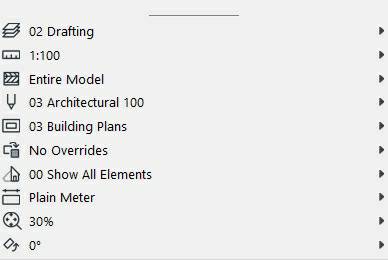 02 Drafting
1:100
Entire Model
03 Architectural 100
03 Building Plans
No Overrides
00 Show All Elements
Plain Meter
30%
0°